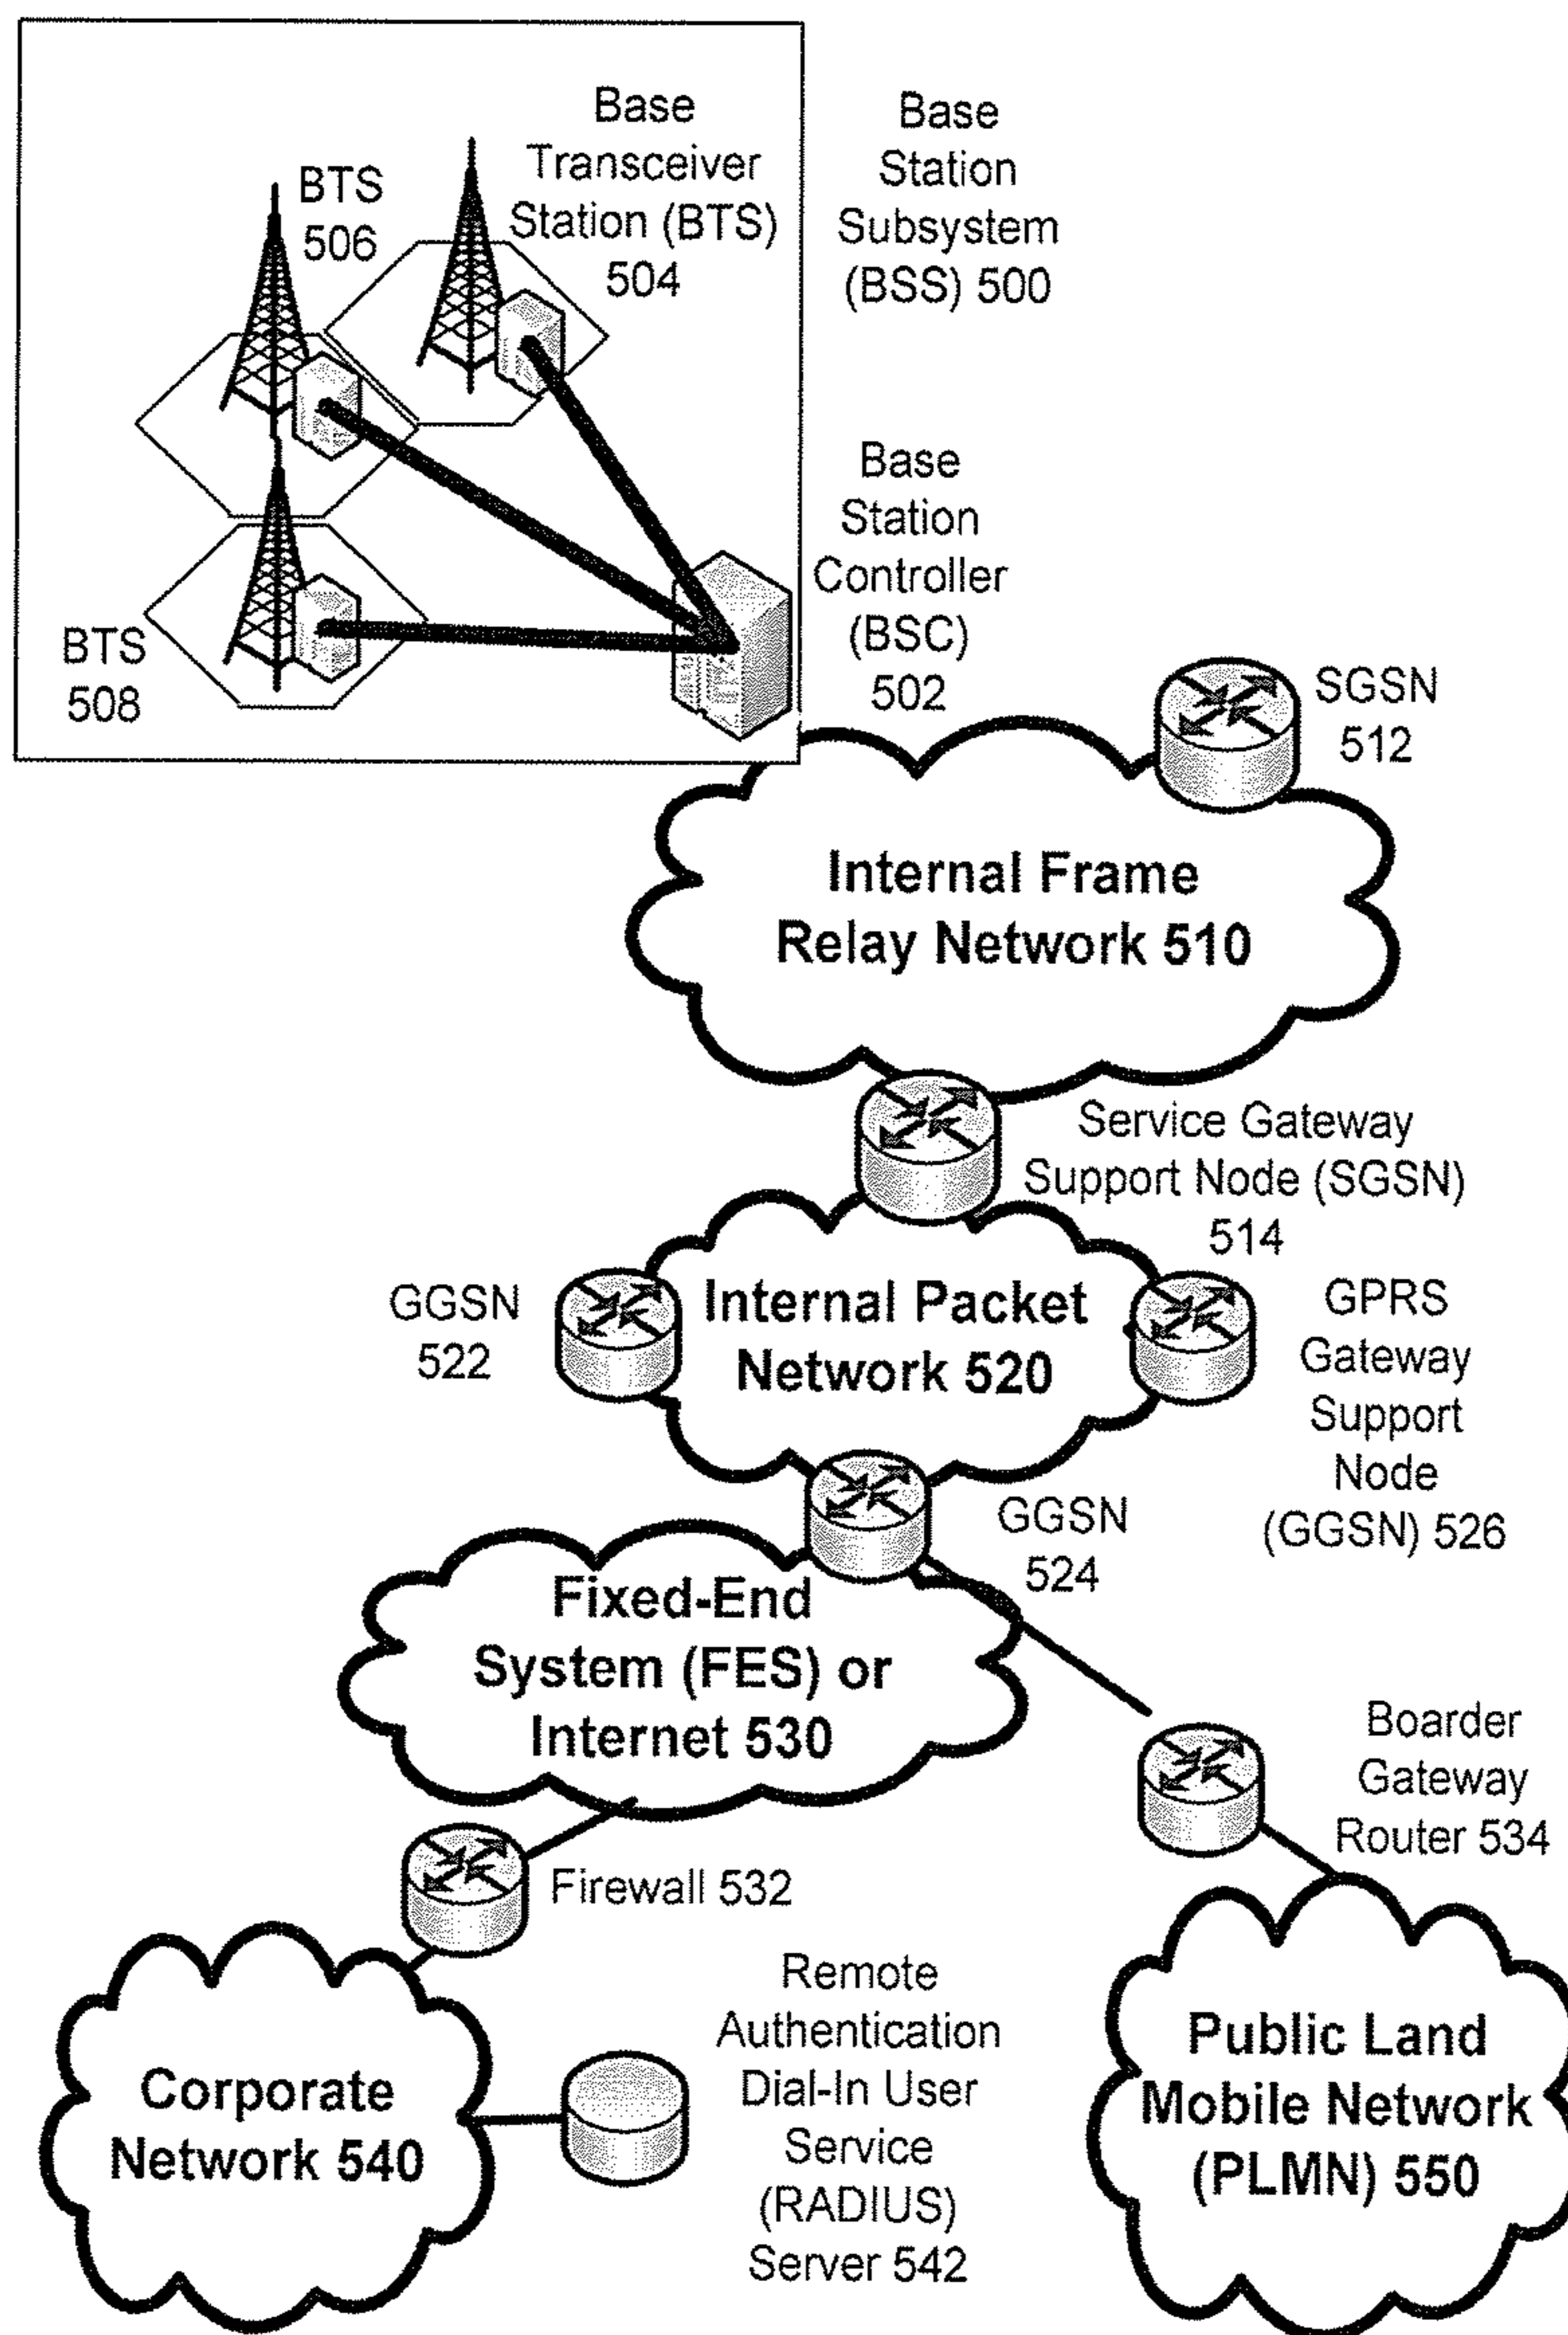 Base
Transceiver
Station (BTS)
504
BTS
506
Base
Station
Subsystem
(BSS) 500
Base
Station
Controller
(BSC)
502
BTS
508
SGSN
512
Internal Frame
Relay Network 510
Service Gateway
Support Node (SGSN)
514
GGSN
522
Internal Packet
Network 520
GPRS
Gateway
Support
Node
(GGSN) 526
GGSN
524
Fixed-End
System (FES) or
Internet 530
Boarder
Gateway
Router 534
Firewall 532
Remote
Authentication
Dial-In User
Service
(RADIUS)
Server 542
Corporate
Network 540
Public Land
Mobile Network
(PLMN) 550